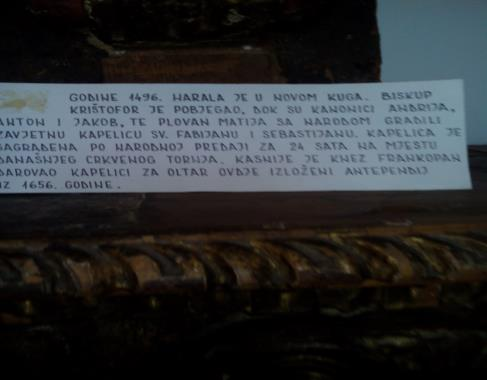 GODINE 1496. HARALA JE U NOVOM KUGA. BISKUP
KRIŠTOFOR JE POBJEGAO, DOK SU KANONICI ANDRIJA,
ANTON I JAKOB, TE PLOVAN MATIJA SA NARODOM GRADILI
ZAVJETNU KAPELICU SV. FABIJANU I SEBASTIJANU. KAPELICA JE
SAGRAĐENA PO NARODNOJ PREDAJI ZA 24 SATA NA MJESTU
DANAŠNJEG CRKVENOG TORNJA. KASNIJE JE KNEZ FRANKOPAN
DAROVAO KAPELICI ZA OLTAR OVDJE IZLOŽENI ANTEPENDIJ
IZ 1656. GODINE.